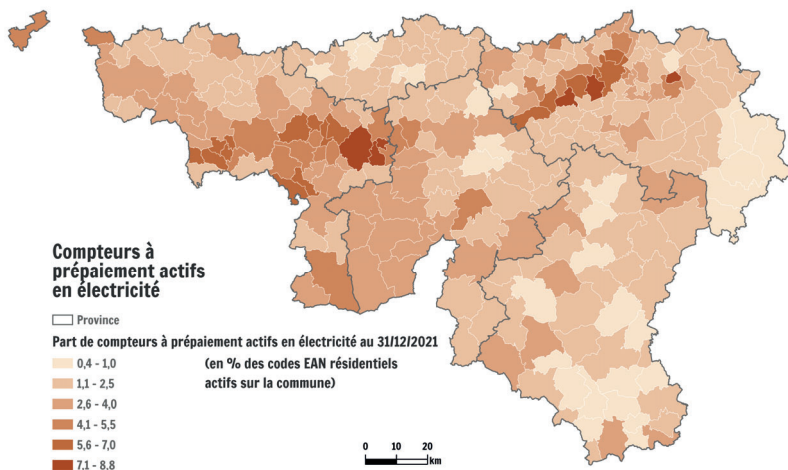 Compteurs à
prépaiement actifs
en électricité
Province
Part de compteurs à prépaiement actifs en électricité au 31/12/2021
(en % des codes EAN résidentiels
actifs sur la commune)
0,4 - 1,0
1,1 - 2,5
2,6 - 4,0
4,1 - 5,5
5,6 - 7,0
7,1 - 8,8
0 10 20
km